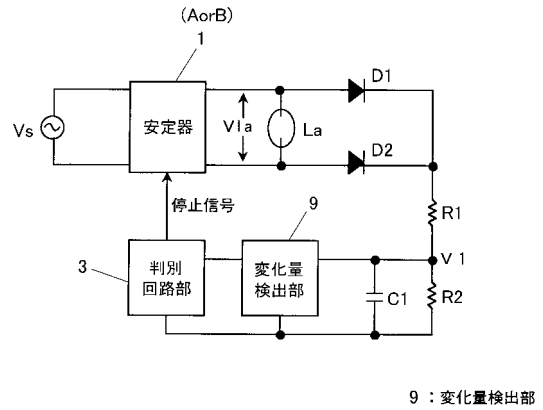 (AorB)
1
安定器
Vs
Vla
La
D1
D2
停止信号
9
R1
3
判別
回路部
変化量
検出部
V1
C1
R2
9：変化量検出部